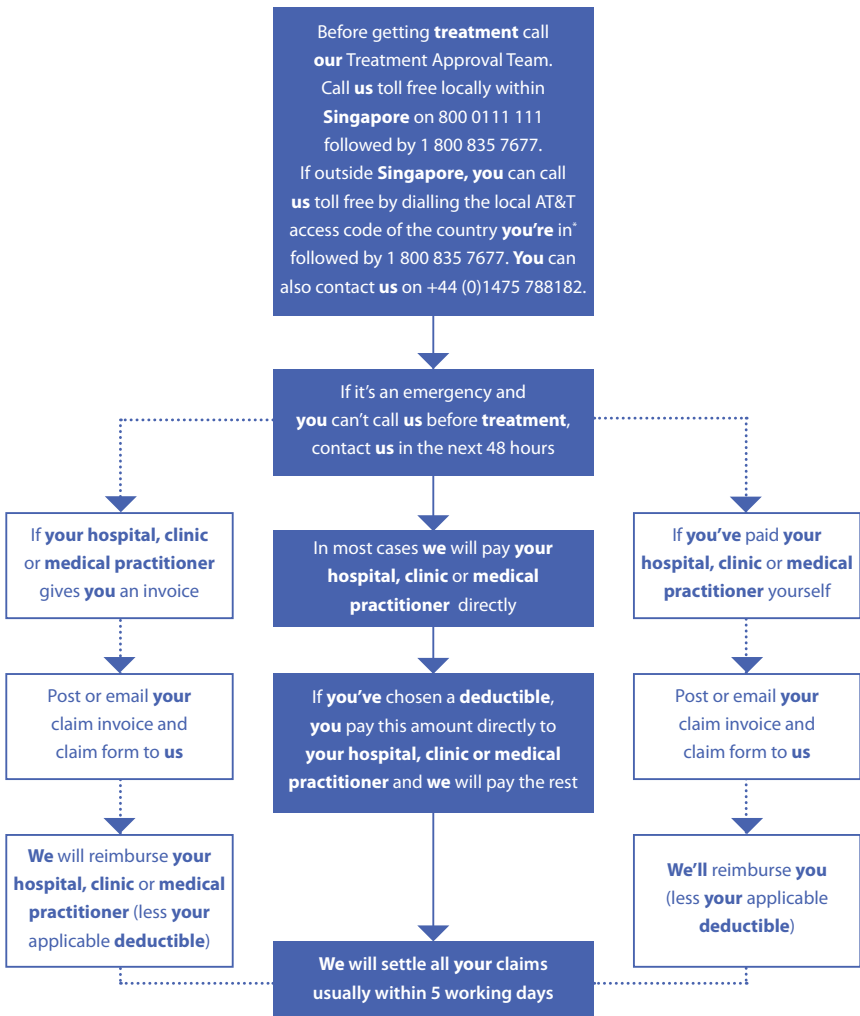 Before getting treatment call
our Treatment Approval Team.
Call us toll free locally within
Singapore on 800 0111 111
followed by 1 800 835 7677.
If outside Singapore, you can call
us toll free by dialling the local AT&T
access code of the country you're in*
followed by 1 800 835 7677. You can
also contact us on +44 (0)1475 788182.
If it's an emergency and
you can't call us before treatment,
contact us in the next 48 hours
If your hospital, clinic
or medical practitioner
gives you an invoice
Post or email your
claim invoice and
claim form to us
We will reimburse your
hospital, clinic or medical
practitioner (less your
applicable deductible)
In most cases we will pay your
hospital, clinic or medical
practitioner directly
If you've chosen a deductible,
you pay this amount directly to
your hospital, clinic or medical
practitioner and we will pay the rest
If you've paid your
hospital, clinic or medical
practitioner yourself
Post or email your
claim invoice and
claim form to us
We'll reimburse you
(less your applicable
deductible)
We will settle all your claims
usually within 5 working days